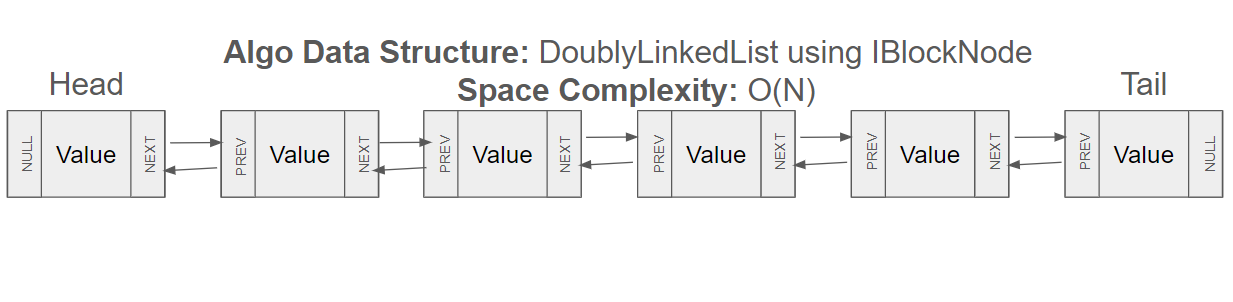 Algo Data Structure: DoublyLinkedList using IBlockNode
Space Complexity: O(N)
Head
Tail
NULL Value NEXT
PREV Value NEXT
PREV Value NEXT
PREV Value NEXT
PREV Value NEXT
PREV Value NULL